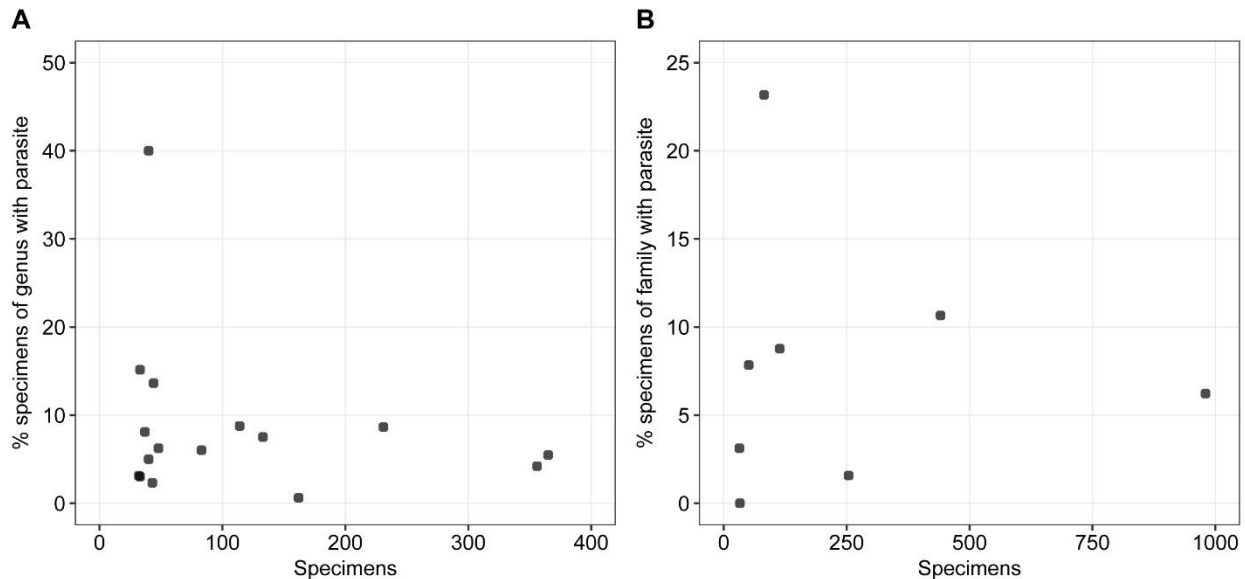 A
% specimens of genus with parasite
50
40
30
20
10
0
0 100 200 300 400
Specimens
B
% specimens of family with parasite
25
20
15
10
5
0
0 250 500 750 1000
Specimens